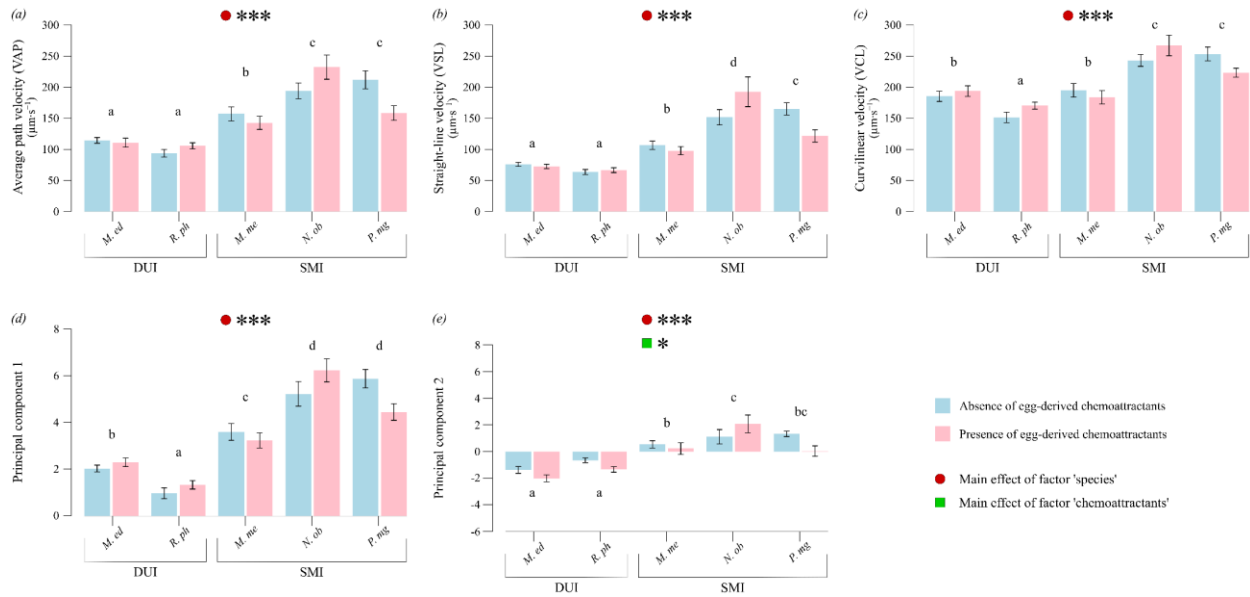 (a)
***
Average path velocity (VAP)
(μm·s⁻¹)
300
250
200
150
100
50
0
a
a
b
c
c
M. ed
R. ph
M. me
N. ob
P. mg
DUI
SMI
(b)
***
Straight-line velocity (VSL)
(μm·s⁻¹)
300
250
200
150
100
50
0
a
a
b
d
c
M. ed
R. ph
M. me
N. ob
P. mg
DUI
SMI
(c)
***
Curvilinear velocity (VCL)
(μm·s⁻¹)
300
250
200
150
100
50
0
b
a
b
c
c
M. ed
R. ph
M. me
N. ob
P. mg
DUI
SMI
(d)
***
Principal component 1
8
6
4
2
0
b
a
c
d
d
M. ed
R. ph
M. me
N. ob
P. mg
DUI
SMI
(e)
***
*
Principal component 2
8
6
4
2
0
-2
-4
-6
a
a
b
c
bc
M. ed
R. ph
M. me
N. ob
P. mg
DUI
SMI
Absence of egg-derived chemoattractants
Presence of egg-derived chemoattractants
Main effect of factor 'species'
Main effect of factor 'chemoattractants'